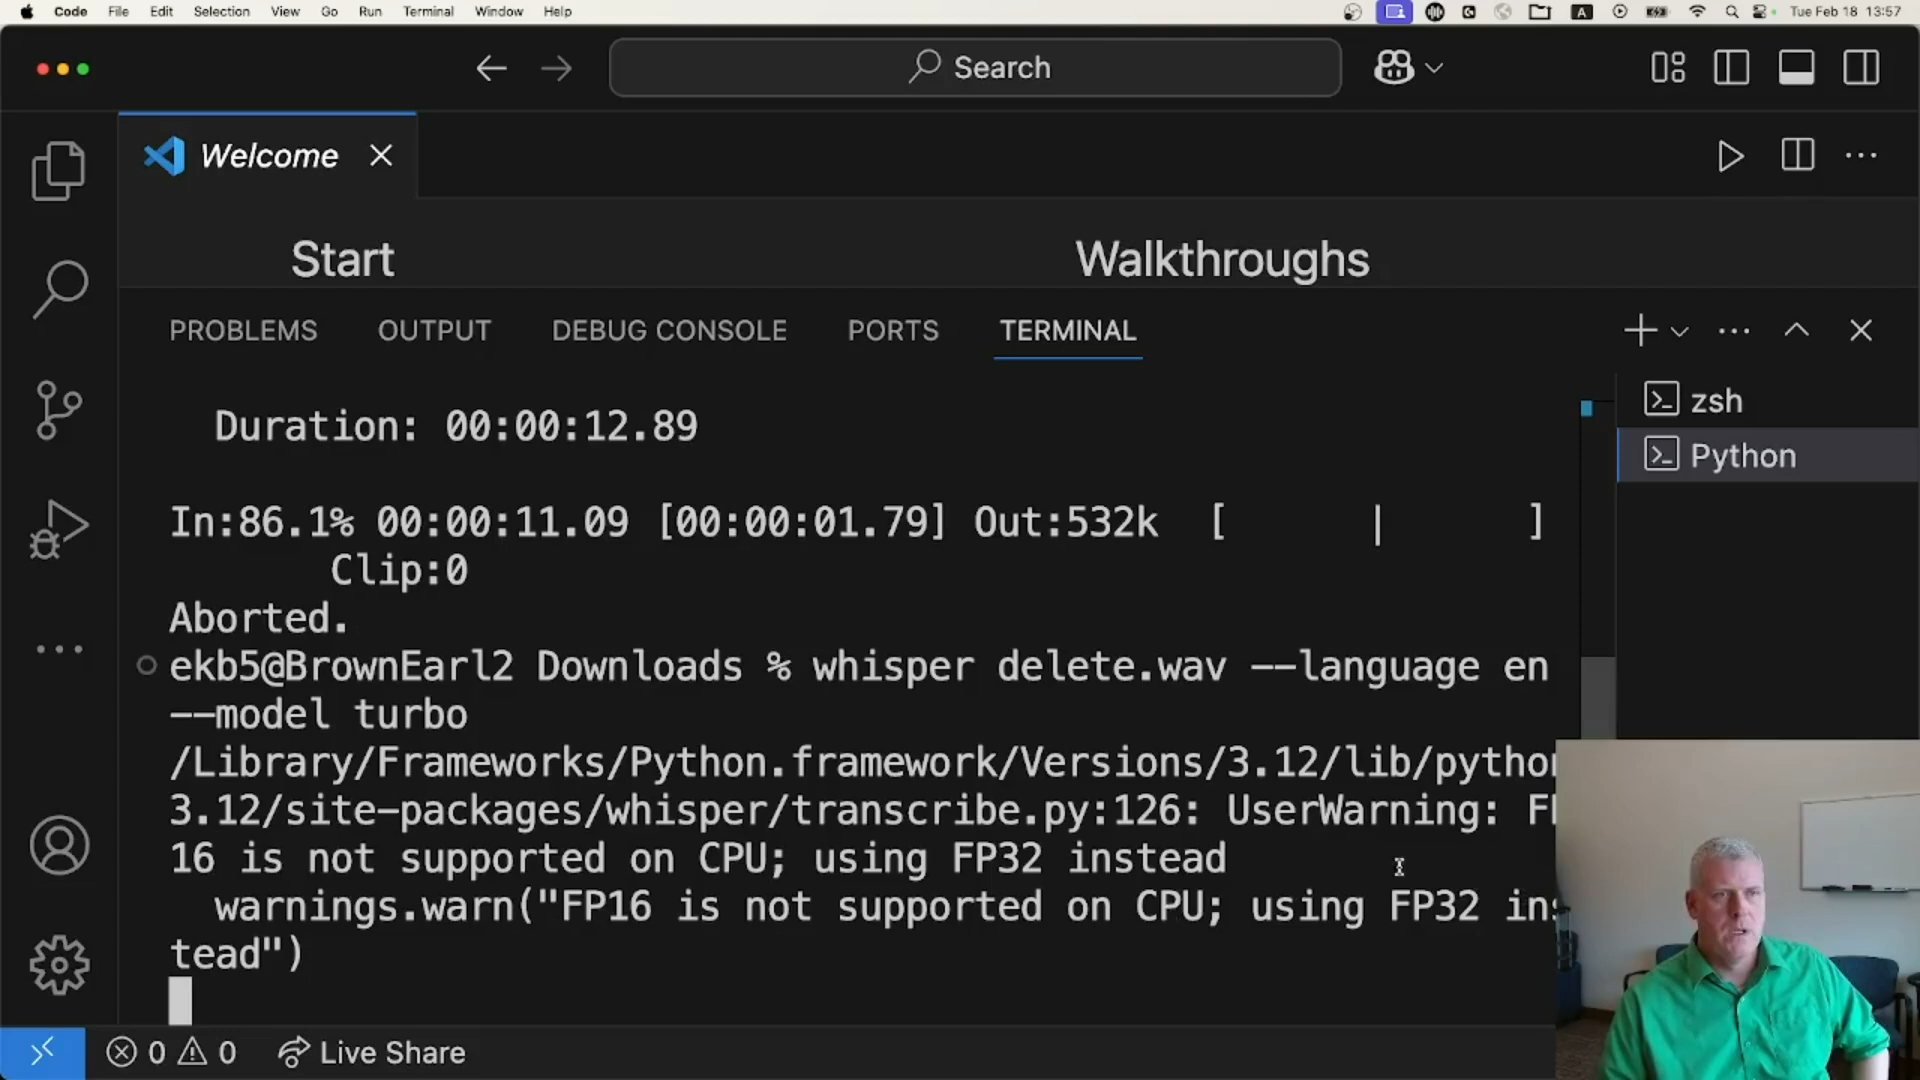 Code File Edit Selection View Go Run Terminal Window Help A Tue Feb 18 13:57
Search
Welcome
Start Walkthroughs
PROBLEMS OUTPUT DEBUG CONSOLE PORTS TERMINAL
zsh
Python
Duration: 00:00:12.89
In:86.1% 00:00:11.09 [00:00:01.79] Out:532k [ | ]
Clip:0
Aborted.
ekb5@BrownEarl2 Downloads % whisper delete.wav --language en
--model turbo
/Library/Frameworks/Python.framework/Versions/3.12/lib/python
3.12/site-packages/whisper/transcribe.py:126: UserWarning: F
16 is not supported on CPU; using FP32 instead
warnings.warn("FP16 is not supported on CPU; using FP32 ins
tead")
0 0 Live Share